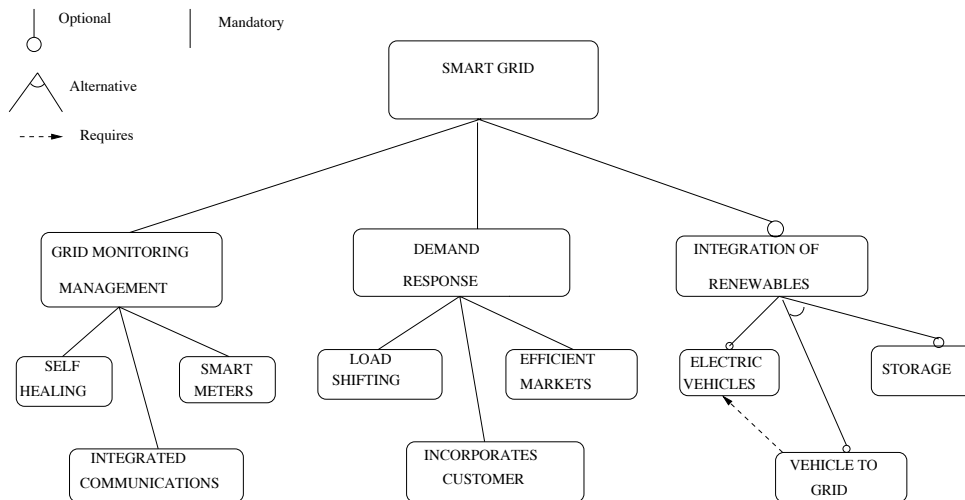 Optional
Mandatory
Alternative
Requires
SMART GRID
GRID MONITORING
MANAGEMENT
DEMAND
RESPONSE
INTEGRATION OF
RENEWABLES
SELF
HEALING
SMART
METERS
INTEGRATED
COMMUNICATIONS
LOAD
SHIFTING
EFFICIENT
MARKETS
INCORPORATES
CUSTOMER
ELECTRIC
VEHICLES
STORAGE
VEHICLE TO
GRID